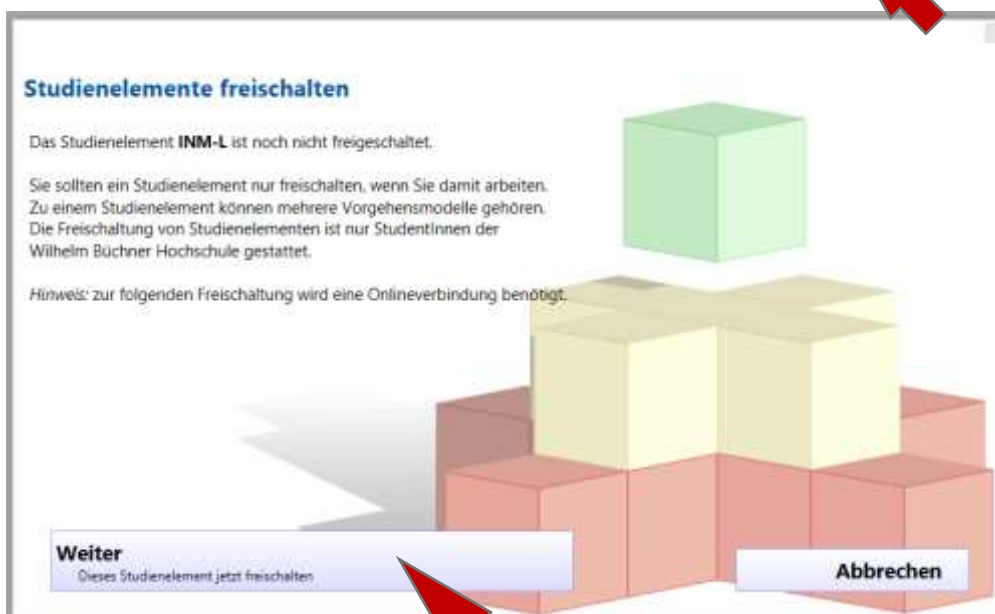 Studienelemente freischalten
Das Studienelement INM-L ist noch nicht freigeschaltet.
Sie sollten ein Studienelement nur freischalten, wenn Sie damit arbeiten.
Zu einem Studienelement können mehrere Vorgehensmodelle gehören.
Die Freischaltung von Studienelementen ist nur StudentInnen der
Wilhelm Büchner Hochschule gestattet.
Hinweis: zur folgenden Freischaltung wird eine Onlineverbindung benötigt.
Weiter
Dieses Studienelement jetzt freischalten
Abbrechen